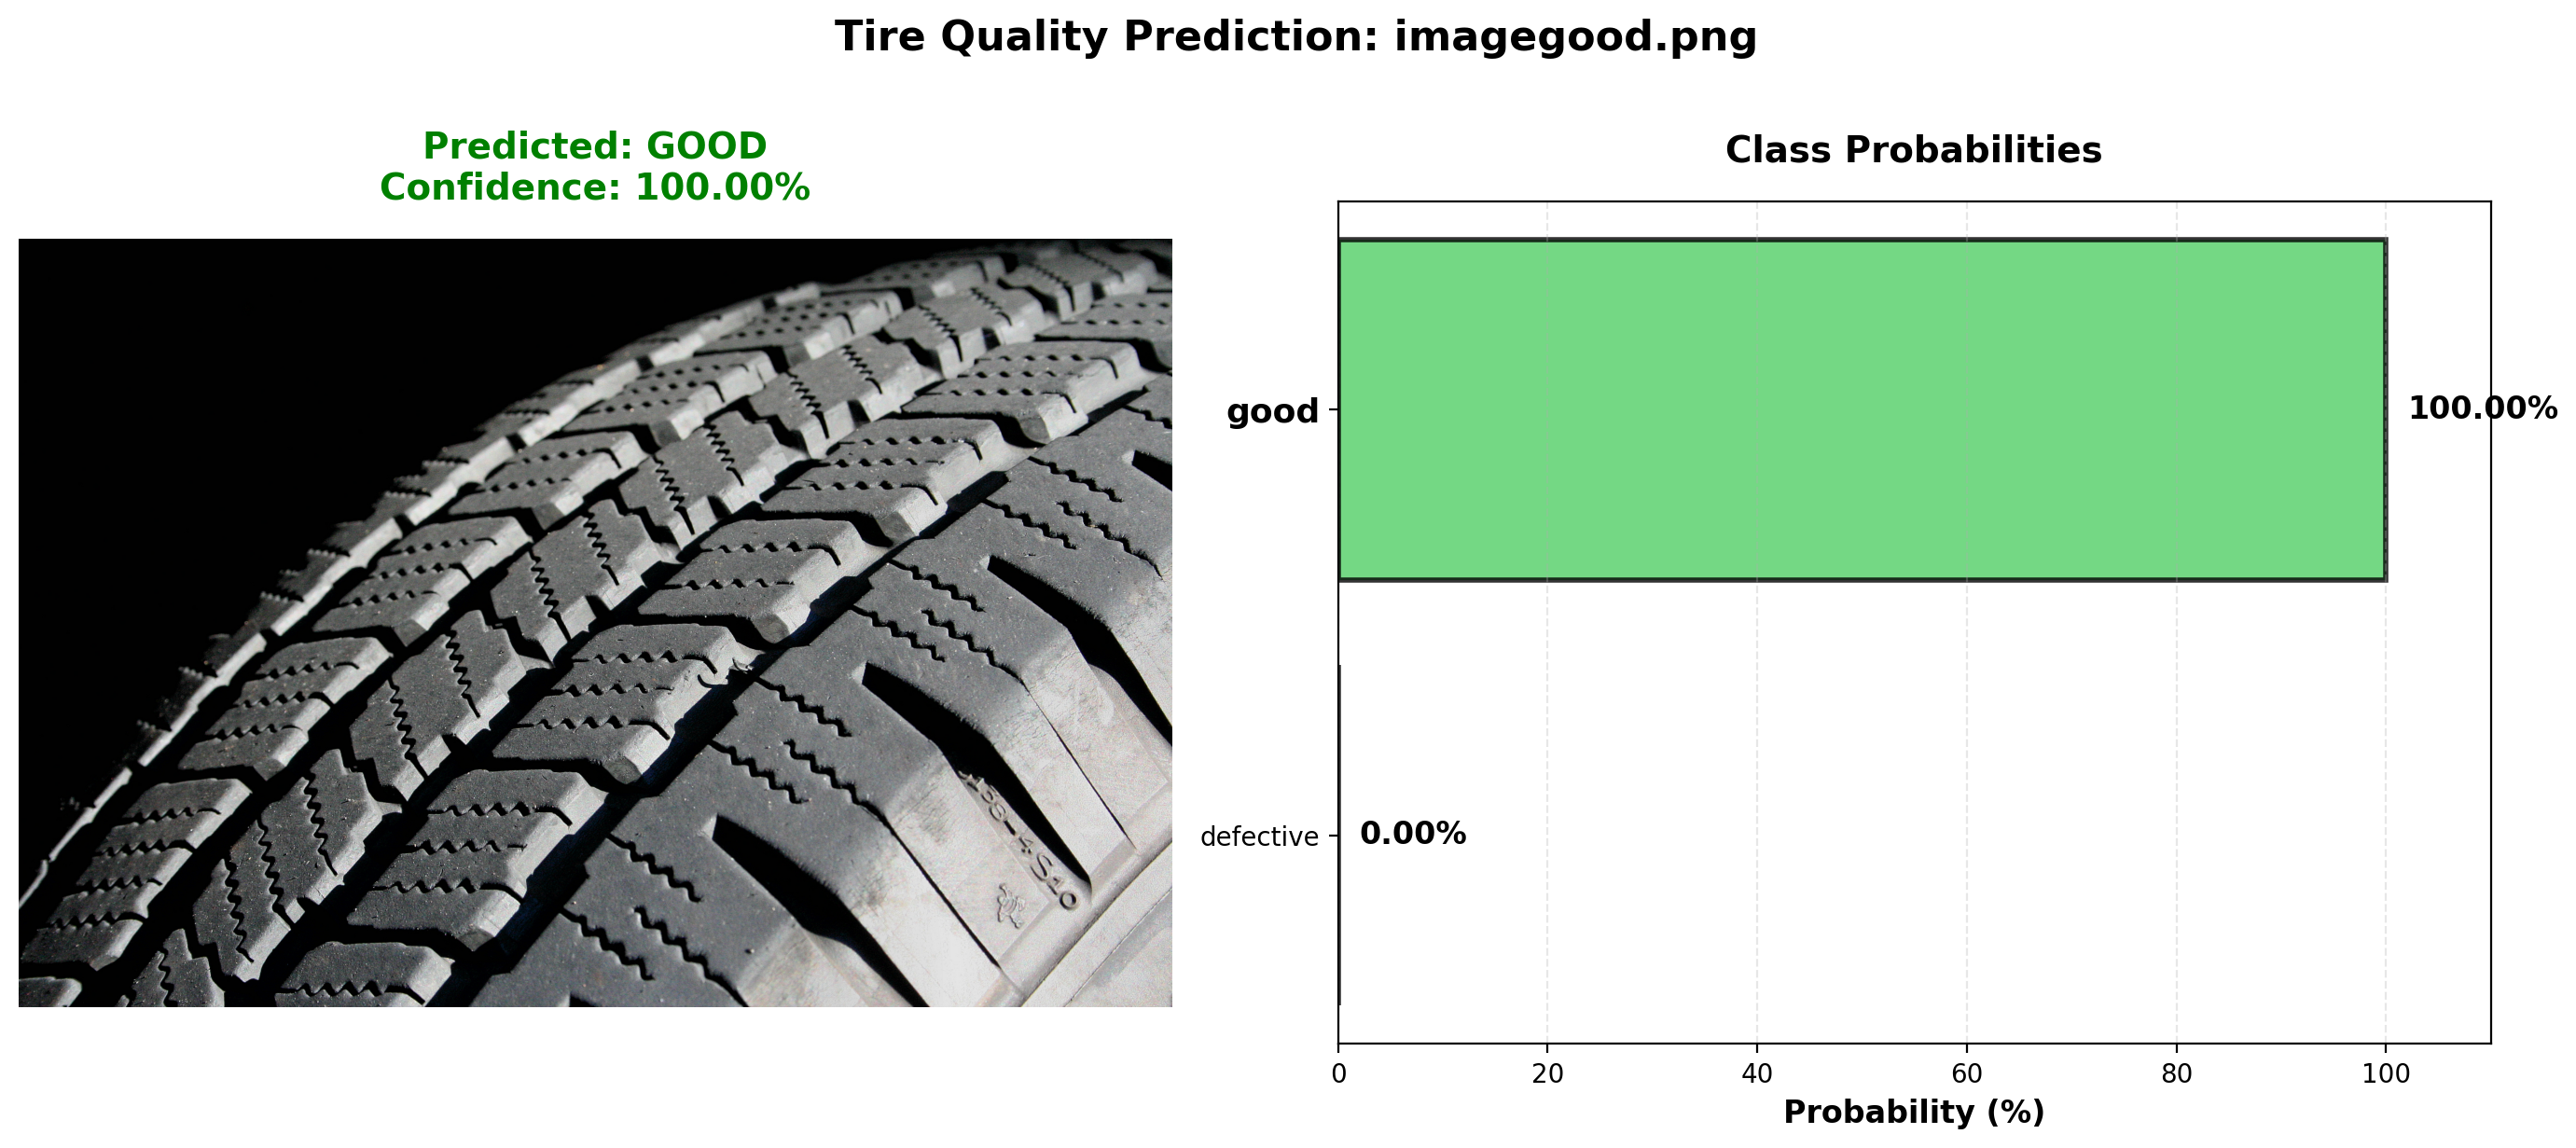 Tire Quality Prediction: imagegood.png
Predicted: GOOD
Confidence: 100.00%
Class Probabilities
good
100.00%
defective
0.00%
0
20
40
60
80
100
Probability (%)